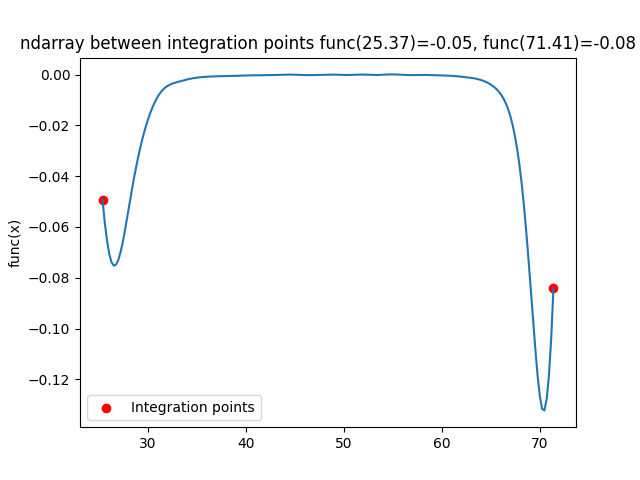 ndarray between integration points func(25.37)=-0.05, func(71.41)=-0.08
0.00
−0.02
−0.04
−0.06
−0.08
−0.10
−0.12
func(x)
Integration points
30 40 50 60 70